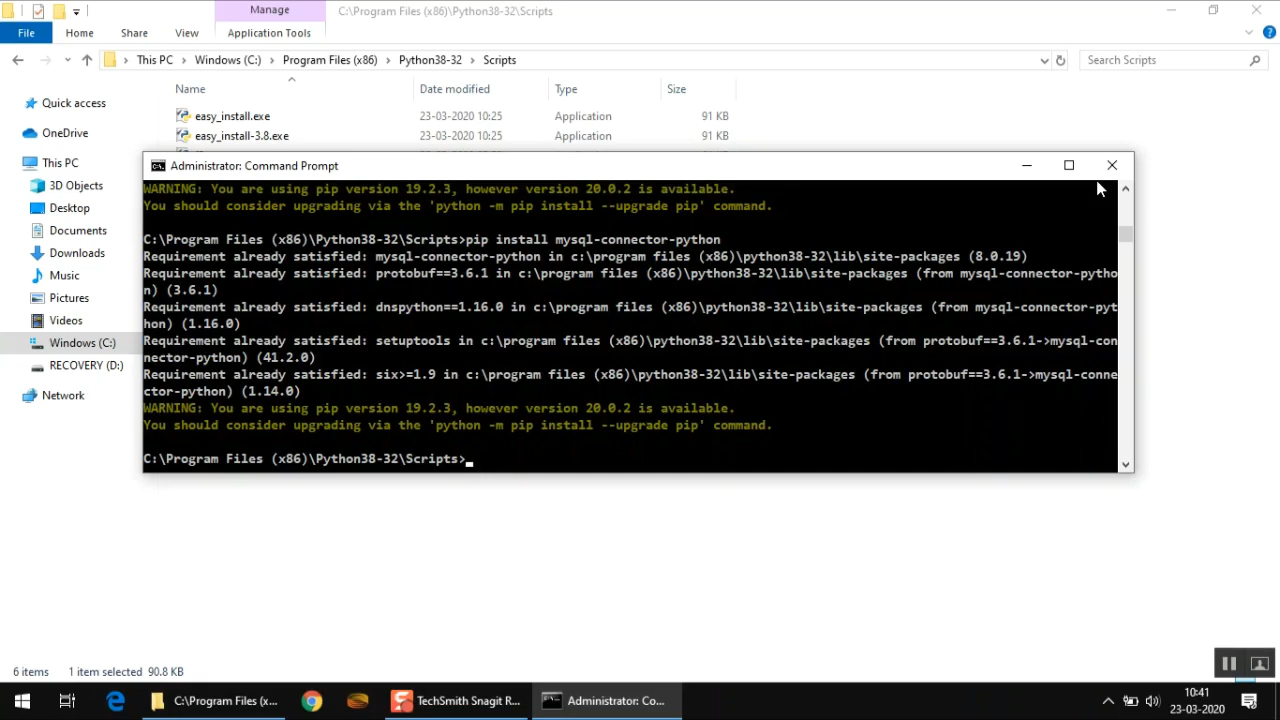 Manage
C:\Program Files (x86)\Python38-32\Scripts
File Home Share View Application Tools
This PC Windows (C:) Program Files (x86) Python38-32 Scripts
Search Scripts
Name Date modified Type Size
Quick access
OneDrive
This PC
3D Objects
Desktop
Documents
Downloads
Music
Pictures
Videos
Windows (C:)
RECOVERY (D:)
Network
easy_install.exe 23-03-2020 10:25 Application 91 KB
easy_install-3.8.exe 23-03-2020 10:25 Application 91 KB
Administrator: Command Prompt
WARNING: You are using pip version 19.2.3, however version 20.0.2 is available.
You should consider upgrading via the 'python -m pip install --upgrade pip' command.
C:\Program Files (x86)\Python38-32\Scripts>pip install mysql-connector-python
Requirement already satisfied: mysql-connector-python in c:\program files (x86)\python38-32\lib\site-packages (8.0.19)
Requirement already satisfied: protobuf==3.6.1 in c:\program files (x86)\python38-32\lib\site-packages (from mysql-connector-pytho
n) (3.6.1)
Requirement already satisfied: dnspython==1.16.0 in c:\program files (x86)\python38-32\lib\site-packages (from mysql-connector-pyt
hon) (1.16.0)
Requirement already satisfied: setuptools in c:\program files (x86)\python38-32\lib\site-packages (from protobuf==3.6.1->mysql-con
nector-python) (41.2.0)
Requirement already satisfied: six>=1.9 in c:\program files (x86)\python38-32\lib\site-packages (from protobuf==3.6.1->mysql-conne
ctor-python) (1.14.0)
WARNING: You are using pip version 19.2.3, however version 20.0.2 is available.
You should consider upgrading via the 'python -m pip install --upgrade pip' command.
C:\Program Files (x86)\Python38-32\Scripts>
6 items 1 item selected 90.8 KB
C:\Program Files (x... TechSmith Snagit R... Administrator: Co...
10:41
23-03-2020